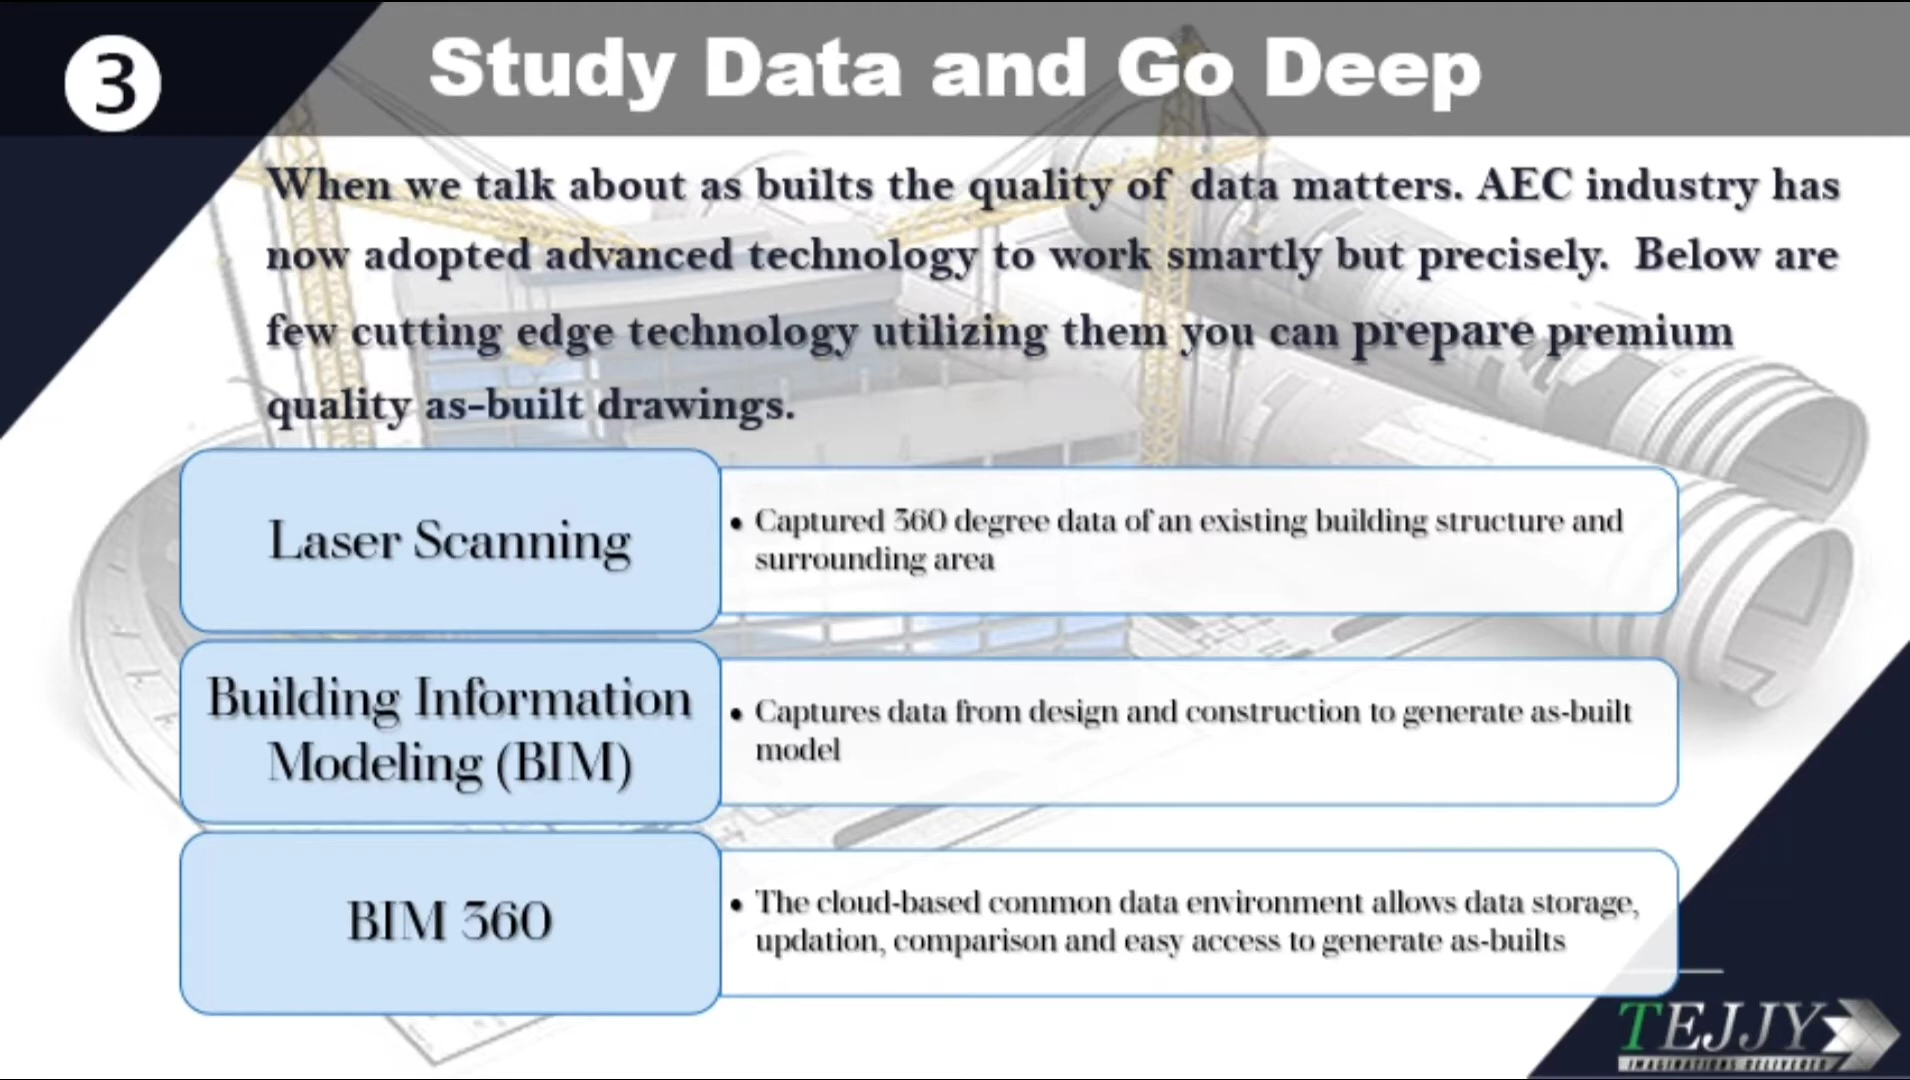 3
Study Data and Go Deep
When we talk about as builts the quality of data matters. AEC industry has
now adopted advanced technology to work smartly but precisely. Below are
few cutting edge technology utilizing them you can prepare premium
quality as-built drawings.
Laser Scanning
• Captured 360 degree data of an existing building structure and
surrounding area
Building Information
Modeling (BIM)
• Captures data from design and construction to generate as-built
model
BIM 360
• The cloud-based common data environment allows data storage,
updation, comparison and easy access to generate as-builts
TEJJY
IMAGINATIONS DELIVERED